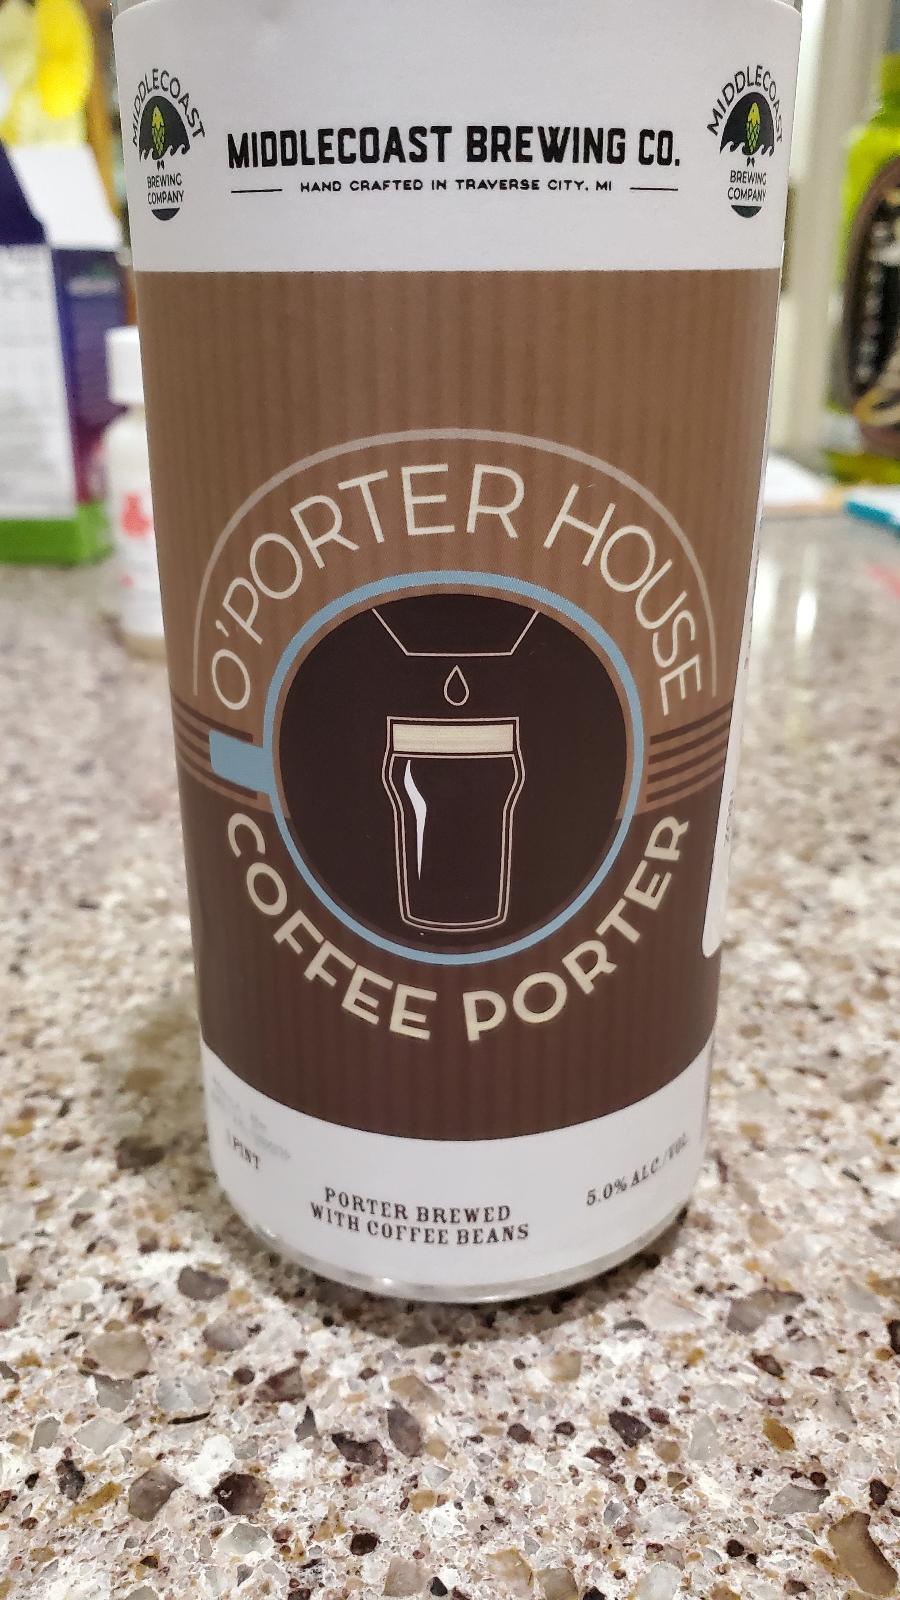 MIDDLECOAST
BREWING
COMPANY
MIDDLECOAST BREWING CO.
HAND CRAFTED IN TRAVERSE CITY, MI
MIDDLECOAST
BREWING
COMPANY
O'PORTER HOUSE
COFFEE PORTER
1 PINT
PORTER BREWED
WITH COFFEE BEANS
5.0% ALC./VOL